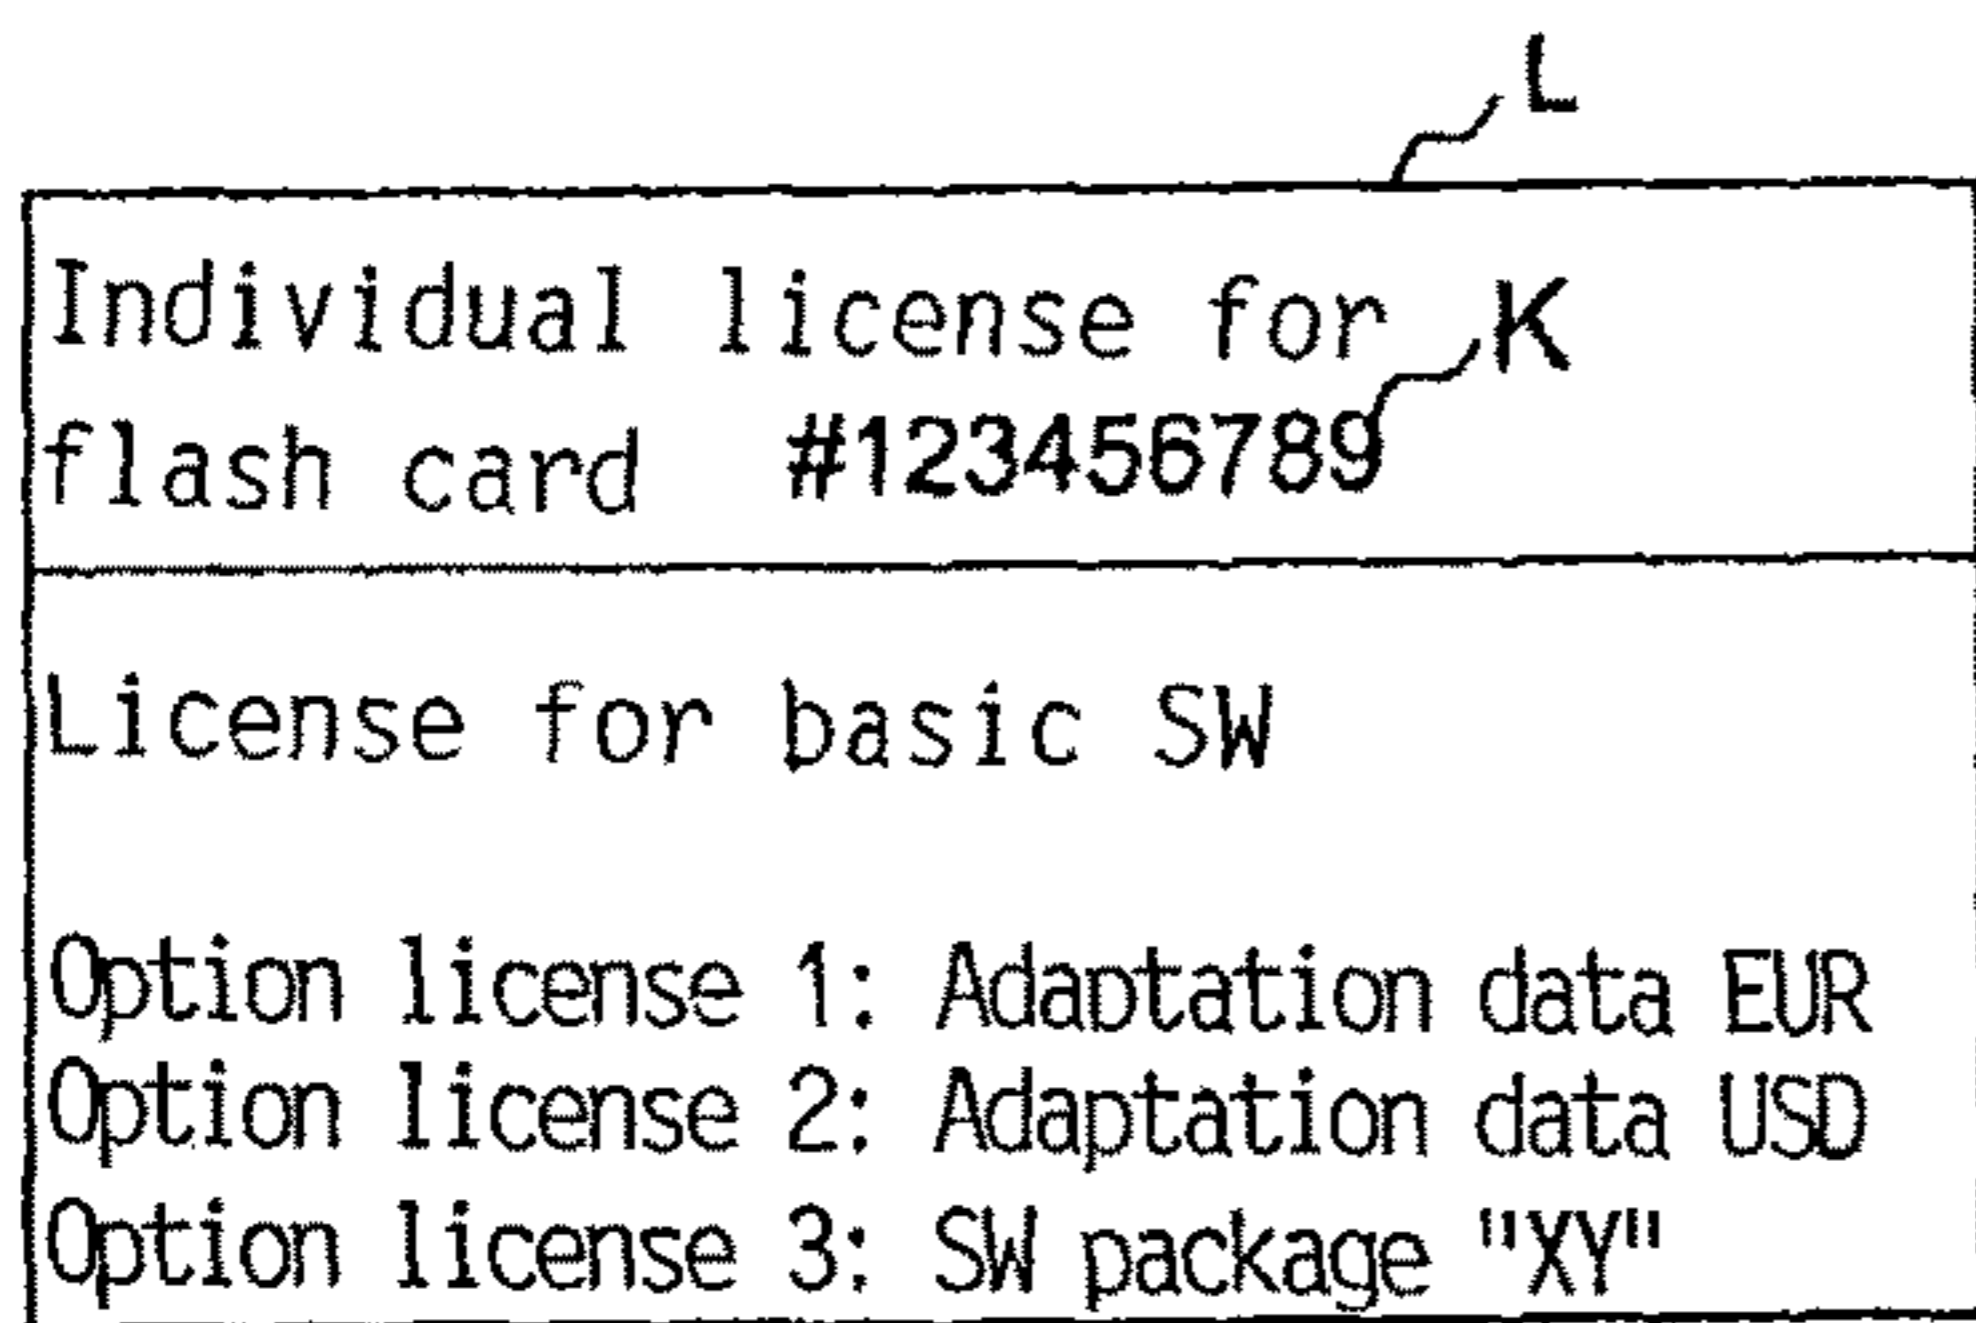 L
Individual license for K
flash card #123456789
License for basic SW
Option license 1: Adaptation data EUR
Option license 2: Adaptation data USD
Option license 3: SW package "XY"